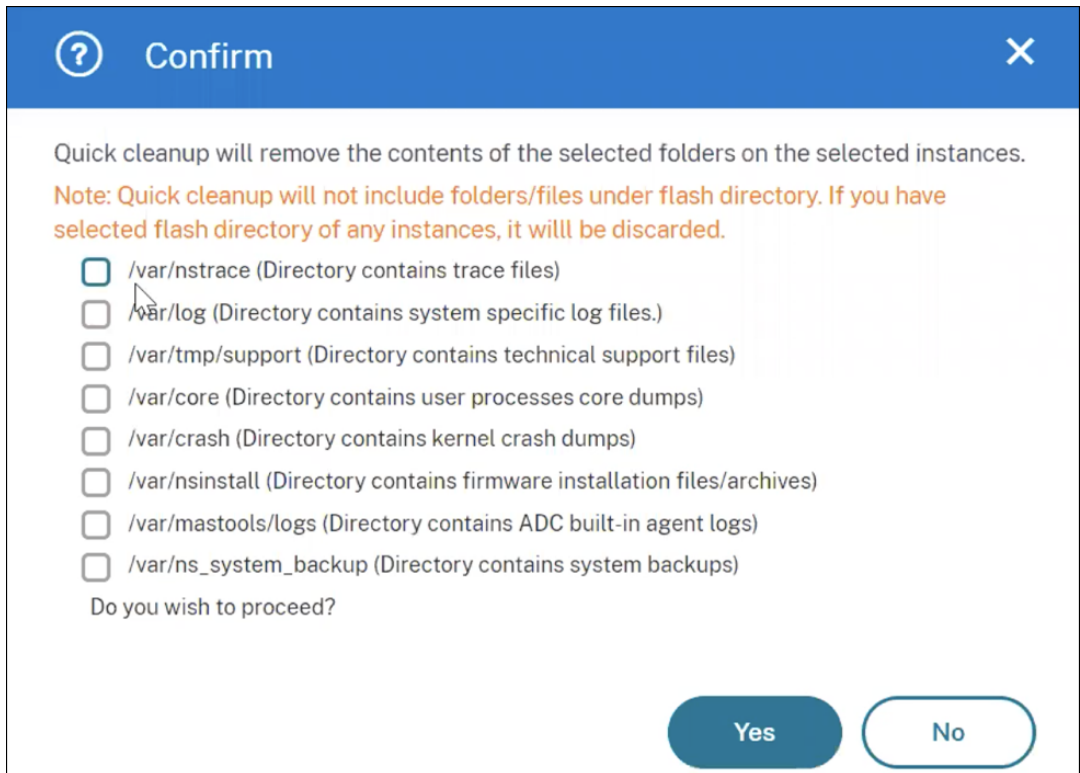 Confirm
Quick cleanup will remove the contents of the selected folders on the selected instances.
Note: Quick cleanup will not include folders/files under flash directory. If you have
selected flash directory of any instances, it willl be discarded.
/var/nstrace (Directory contains trace files)
/var/log (Directory contains system specific log files.)
/var/tmp/support (Directory contains technical support files)
/var/core (Directory contains user processes core dumps)
/var/crash (Directory contains kernel crash dumps)
/var/nsinstall (Directory contains firmware installation files/archives)
/var/mastools/logs (Directory contains ADC built-in agent logs)
/var/ns_system_backup (Directory contains system backups)
Do you wish to proceed?
Yes
No